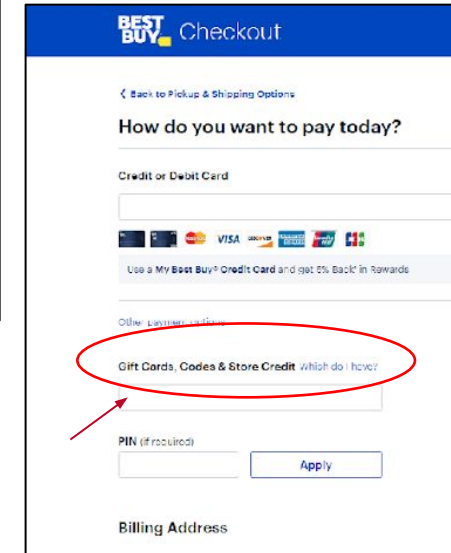 BEST BUY Checkout
Back to Pickup & Shipping Options
How do you want to pay today?
Credit or Debit Card
VISA
Use a My Best Buy® Credit Card and get 5% Back¹ in Rewards
Other payment options
Gift Cards, Codes & Store Credit Which do I have?
PIN (if required)
Apply
Billing Address